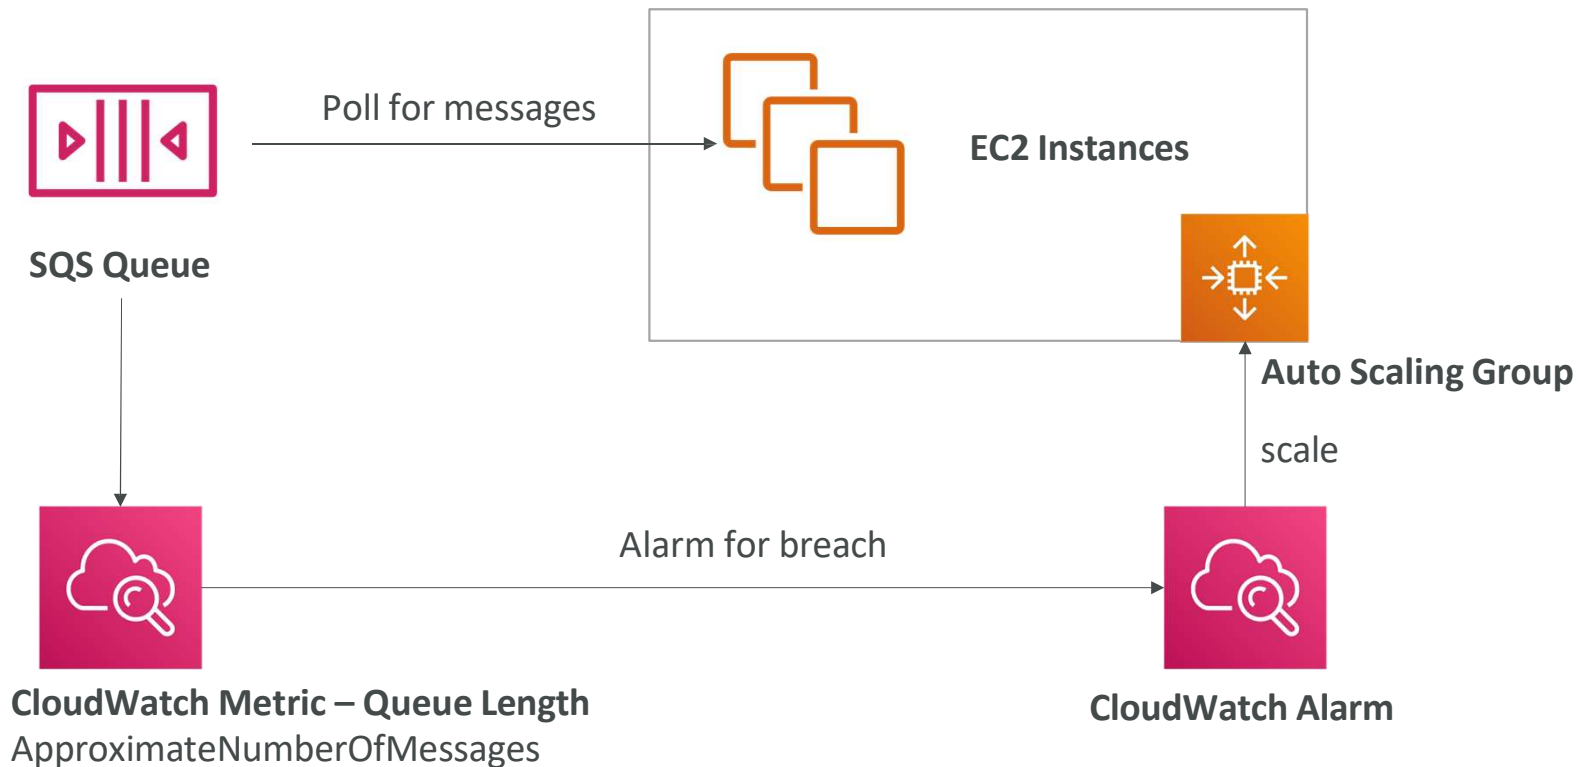 Poll for messages
EC2 Instances
SQS Queue
Auto Scaling Group
scale
Alarm for breach
CloudWatch Metric – Queue Length
ApproximateNumberOfMessages
CloudWatch Alarm